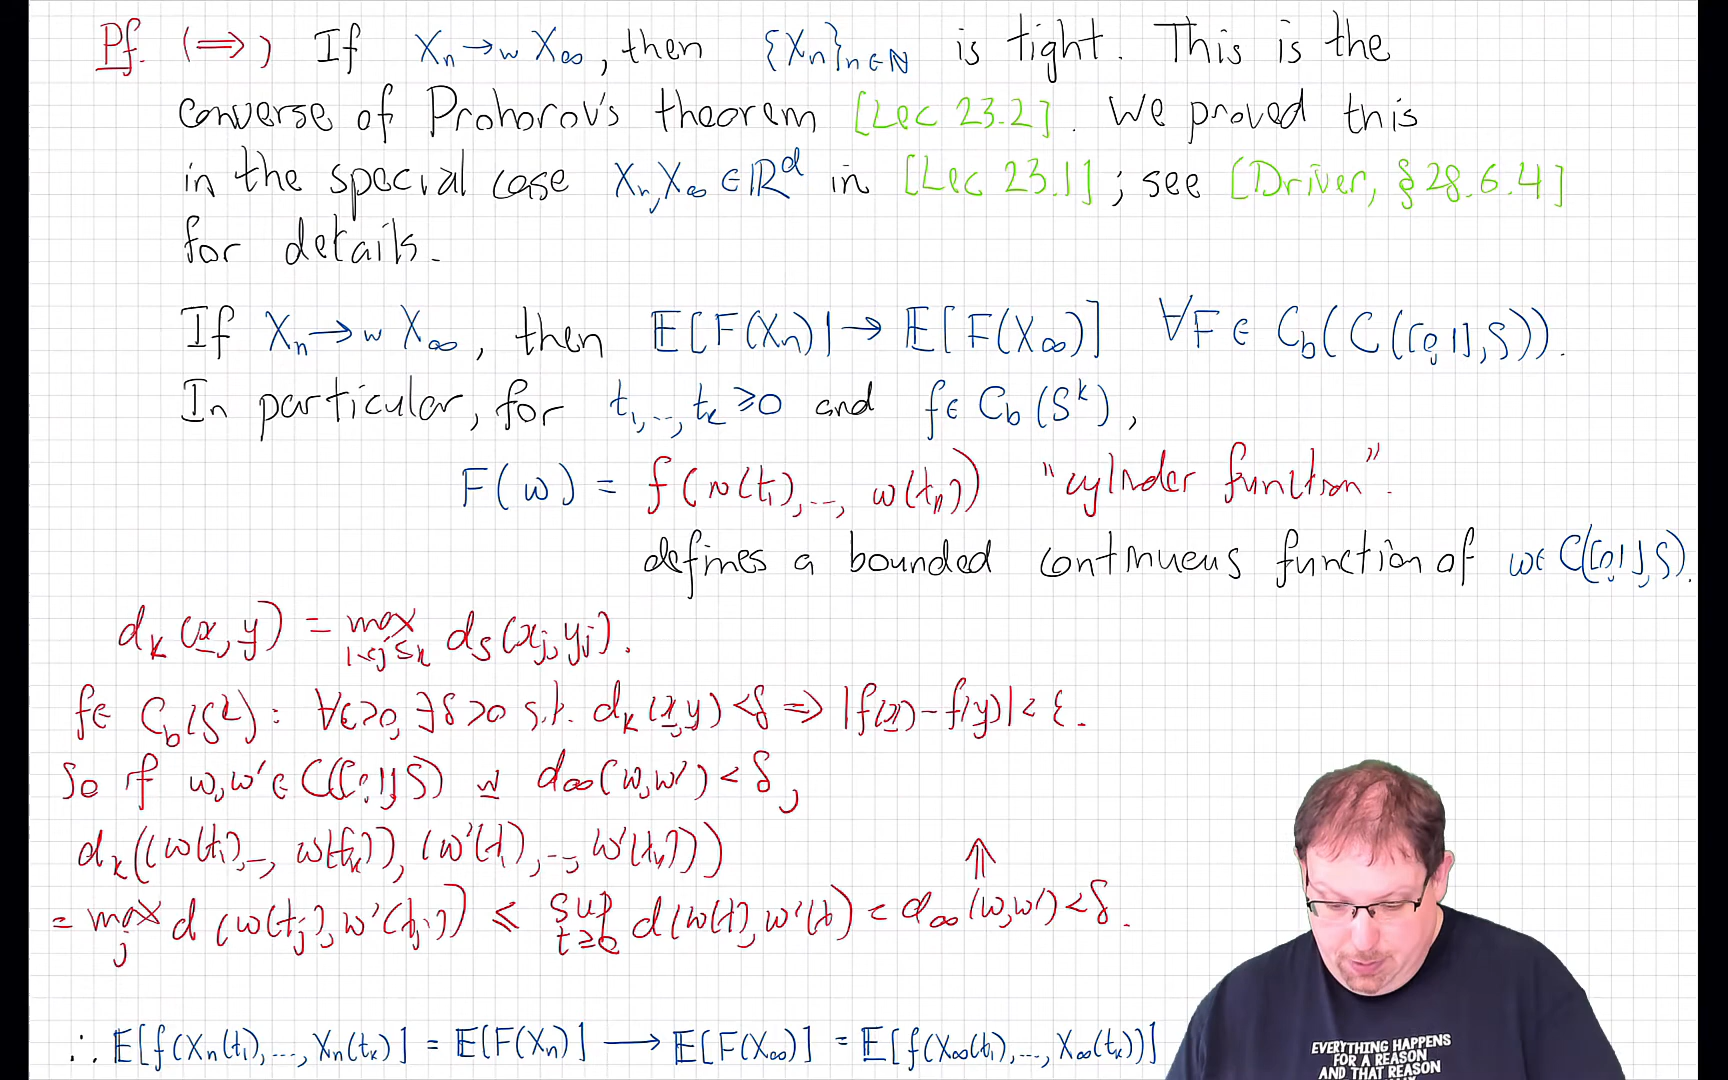 Pf. (⟹) If Xₙ →w X∞, then {Xₙ}ₙ∈ℕ is tight. This is the
converse of Prohorov's theorem [Lec 23.2]. We proved this
in the special case Xₙ, X∞ ∈ ℝᵈ in [Lec 23.1]; see [Driver, § 28.6.4]
for details.
If Xₙ →w X∞, then 𝔼[F(Xₙ)] → 𝔼[F(X∞)] ∀F ∈ C_b(C([0,1],S)).
In particular, for t₁,..,tₖ ≥ 0 and f ∈ C_b(Sᵏ),
F(ω) = f(ω(t₁),..., ω(tₙ)) "cylinder function".
defines a bounded continuous function of ω ∈ C([0,1],S).
dₖ(x,y) = max_{1≤j≤k} d_S(xⱼ,yⱼ).
f ∈ C_b(Sᵏ): ∀ε>0, ∃δ>0 s.t. dₖ(x,y) < δ ⟹ |f(x) - f(y)| < ε.
So if ω,ω' ∈ C([0,1],S) w d∞(ω,ω') < δ,
dₖ((ω(t₁),.., ω(tₖ)), (ω'(t₁),..., ω'(tₖ)))
= max_j d(ω(tⱼ), ω'(tⱼ)) ≤ sup_{t≥0} d(ω(t), ω'(t)) = d∞(ω,ω') < δ.
↑
∴ 𝔼[f(Xₙ(t₁),..., Xₙ(tₖ)] = 𝔼[F(Xₙ)] ⟶ 𝔼[F(X∞)] = 𝔼[f(X∞(t₁),..., X∞(tₖ))]
EVERYTHING HAPPENS
FOR A REASON
AND THAT REASON